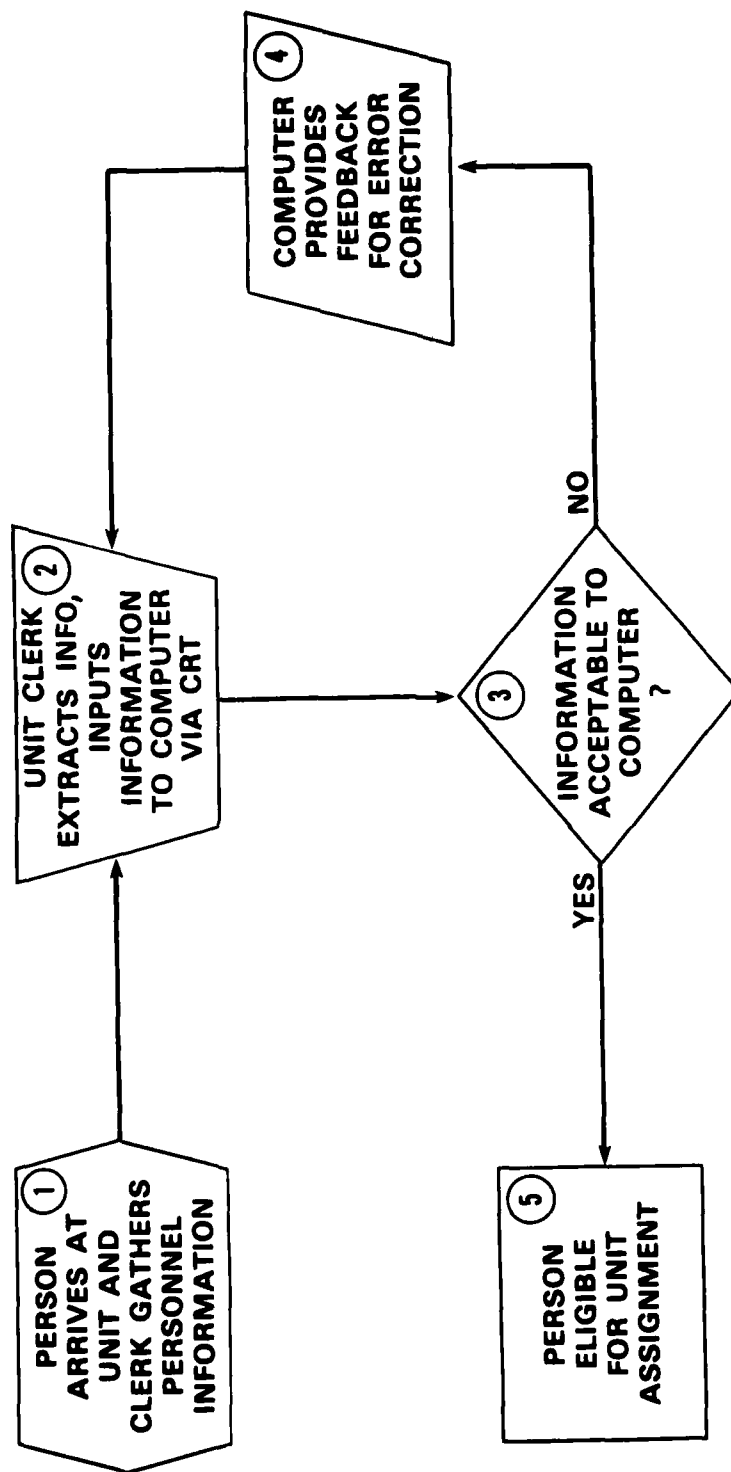 1
PERSON
ARRIVES AT
UNIT AND
CLERK GATHERS
PERSONNEL
INFORMATION
2
UNIT CLERK
EXTRACTS INFO,
INPUTS
INFORMATION
TO COMPUTER
VIA CRT
3
INFORMATION
ACCEPTABLE TO
COMPUTER
?
NO
4
COMPUTER
PROVIDES
FEEDBACK
FOR ERROR
CORRECTION
YES
5
PERSON
ELIGIBLE
FOR UNIT
ASSIGNMENT